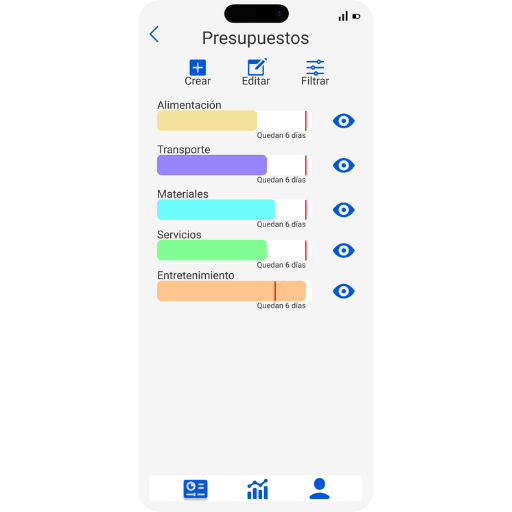 Presupuestos
Crear Editar Filtrar
Alimentación
Quedan 6 días
Transporte
Quedan 6 días
Materiales
Quedan 6 días
Servicios
Quedan 6 días
Entretenimiento
Quedan 6 días